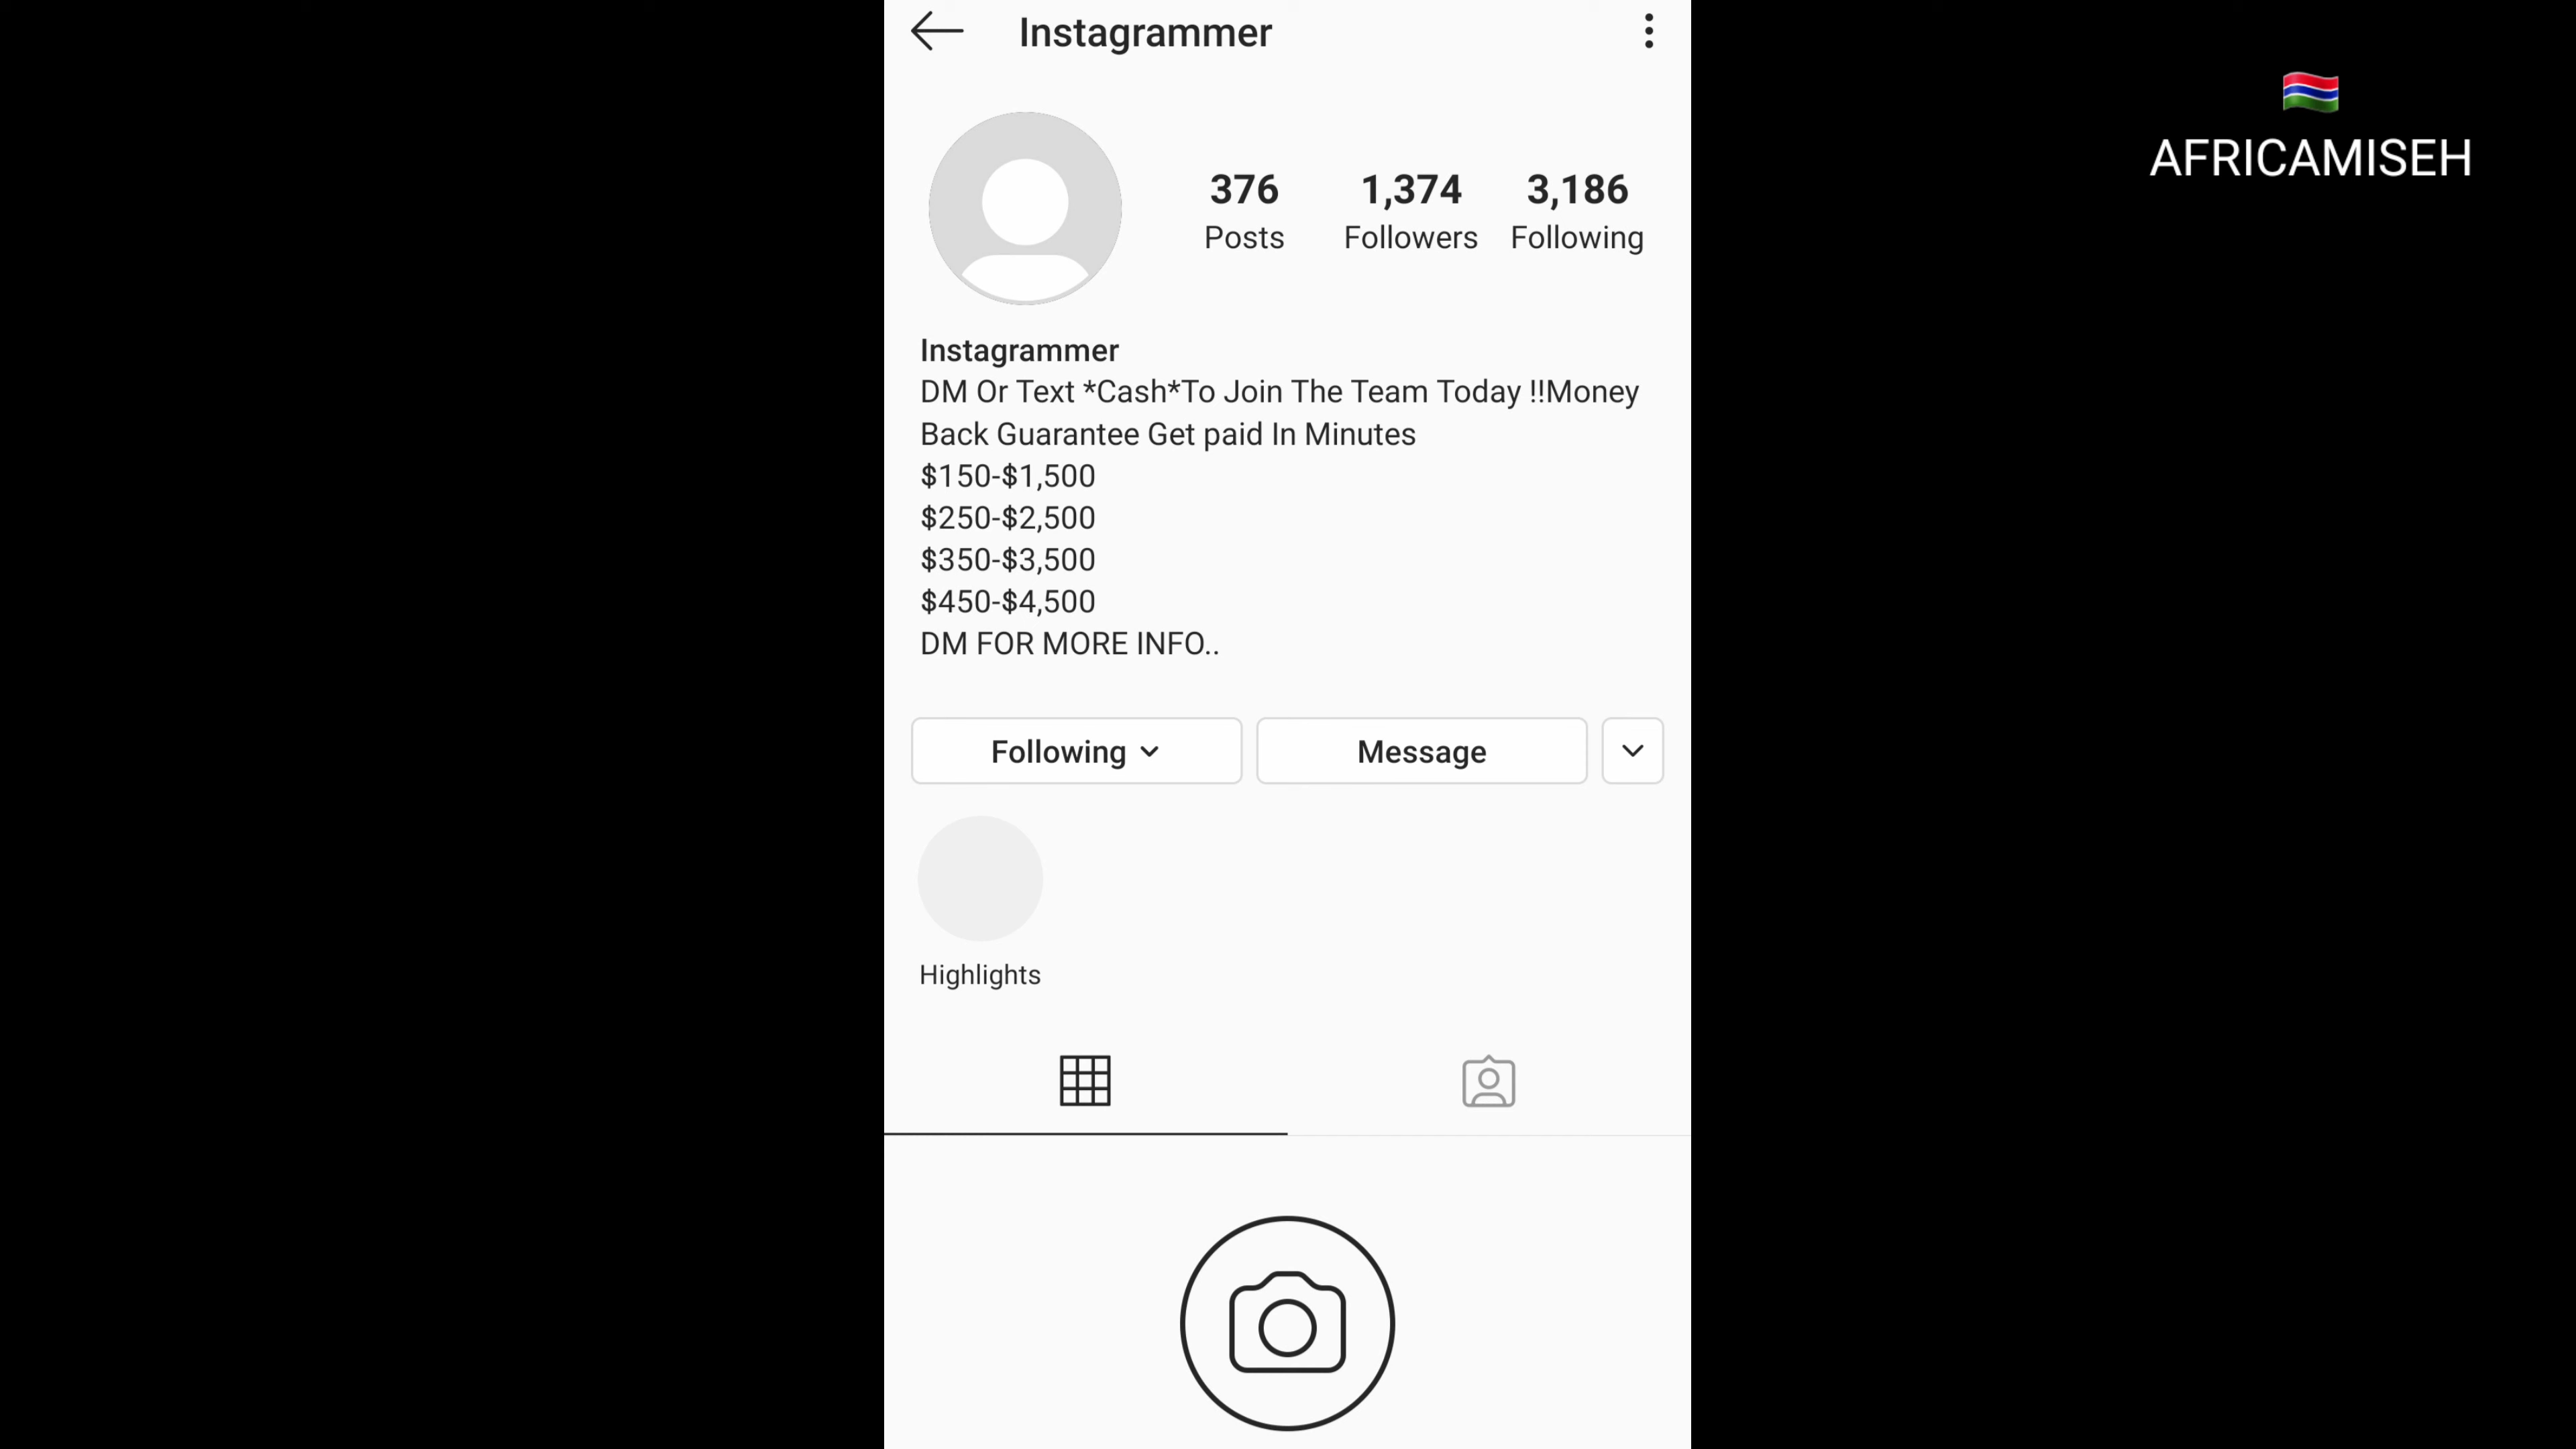 Instagrammer
AFRICAMISEH
376 1,374 3,186
Posts Followers Following
Instagrammer
DM Or Text *Cash*To Join The Team Today !!Money
Back Guarantee Get paid In Minutes
$150-$1,500
$250-$2,500
$350-$3,500
$450-$4,500
DM FOR MORE INFO..
Following Message
Highlights